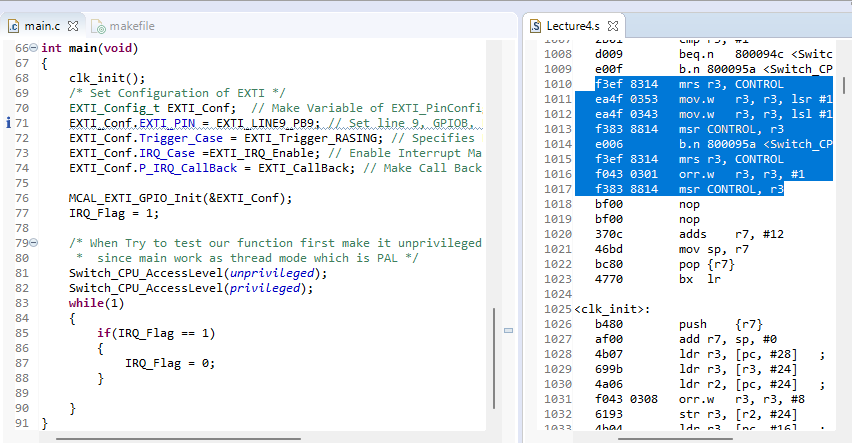 main.c
makefile
66 int main(void)
67 {
68 clk_init();
69 /* Set Configuration of EXTI */
70 EXTI_Config_t EXTI_Conf; // Make Variable of EXTI_PinConfi
71 EXTI_Conf.EXTI_PIN = EXTI_LINE9_PB9; // Set line 9, GPIOB,
72 EXTI_Conf.Trigger_Case = EXTI_Trigger_RASING; // Specifies
73 EXTI_Conf.IRQ_Case =EXTI_IRQ_Enable; // Enable Interrupt Ma
74 EXTI_Conf.P_IRQ_CallBack = EXTI_CallBack; // Make Call Back
75
76 MCAL_EXTI_GPIO_Init(&EXTI_Conf);
77 IRQ_Flag = 1;
78
79 /* When Try to test our function first make it unprivileged
80 * since main work as thread mode which is PAL */
81 Switch_CPU_AccessLevel(unprivileged);
82 Switch_CPU_AccessLevel(privileged);
83 while(1)
84 {
85 if(IRQ_Flag == 1)
86 {
87 IRQ_Flag = 0;
88 }
89
90 }
91 }
Lecture4.s
1007 2b01 cmp r3, #1
1008 d009 beq.n 800094c <Switc
1009 e00f b.n 800095a <Switch_CP
1010 f3ef 8314 mrs r3, CONTROL
1011 ea4f 0353 mov.w r3, r3, lsr #1
1012 ea4f 0343 mov.w r3, r3, lsl #1
1013 f383 8814 msr CONTROL, r3
1014 e006 b.n 800095a <Switch_CP
1015 f3ef 8314 mrs r3, CONTROL
1016 f043 0301 orr.w r3, r3, #1
1017 f383 8814 msr CONTROL, r3
1018 bf00 nop
1019 bf00 nop
1020 370c adds r7, #12
1021 46bd mov sp, r7
1022 bc80 pop {r7}
1023 4770 bx lr
1024
1025 <clk_init>:
1026 b480 push {r7}
1027 af00 add r7, sp, #0
1028 4b07 ldr r3, [pc, #28] ;
1029 699b ldr r3, [r3, #24]
1030 4a06 ldr r2, [pc, #24] ;
1031 f043 0308 orr.w r3, r3, #8
1032 6193 str r3, [r2, #24]
1033 4b04 ldr r3, [pc, #16] ;